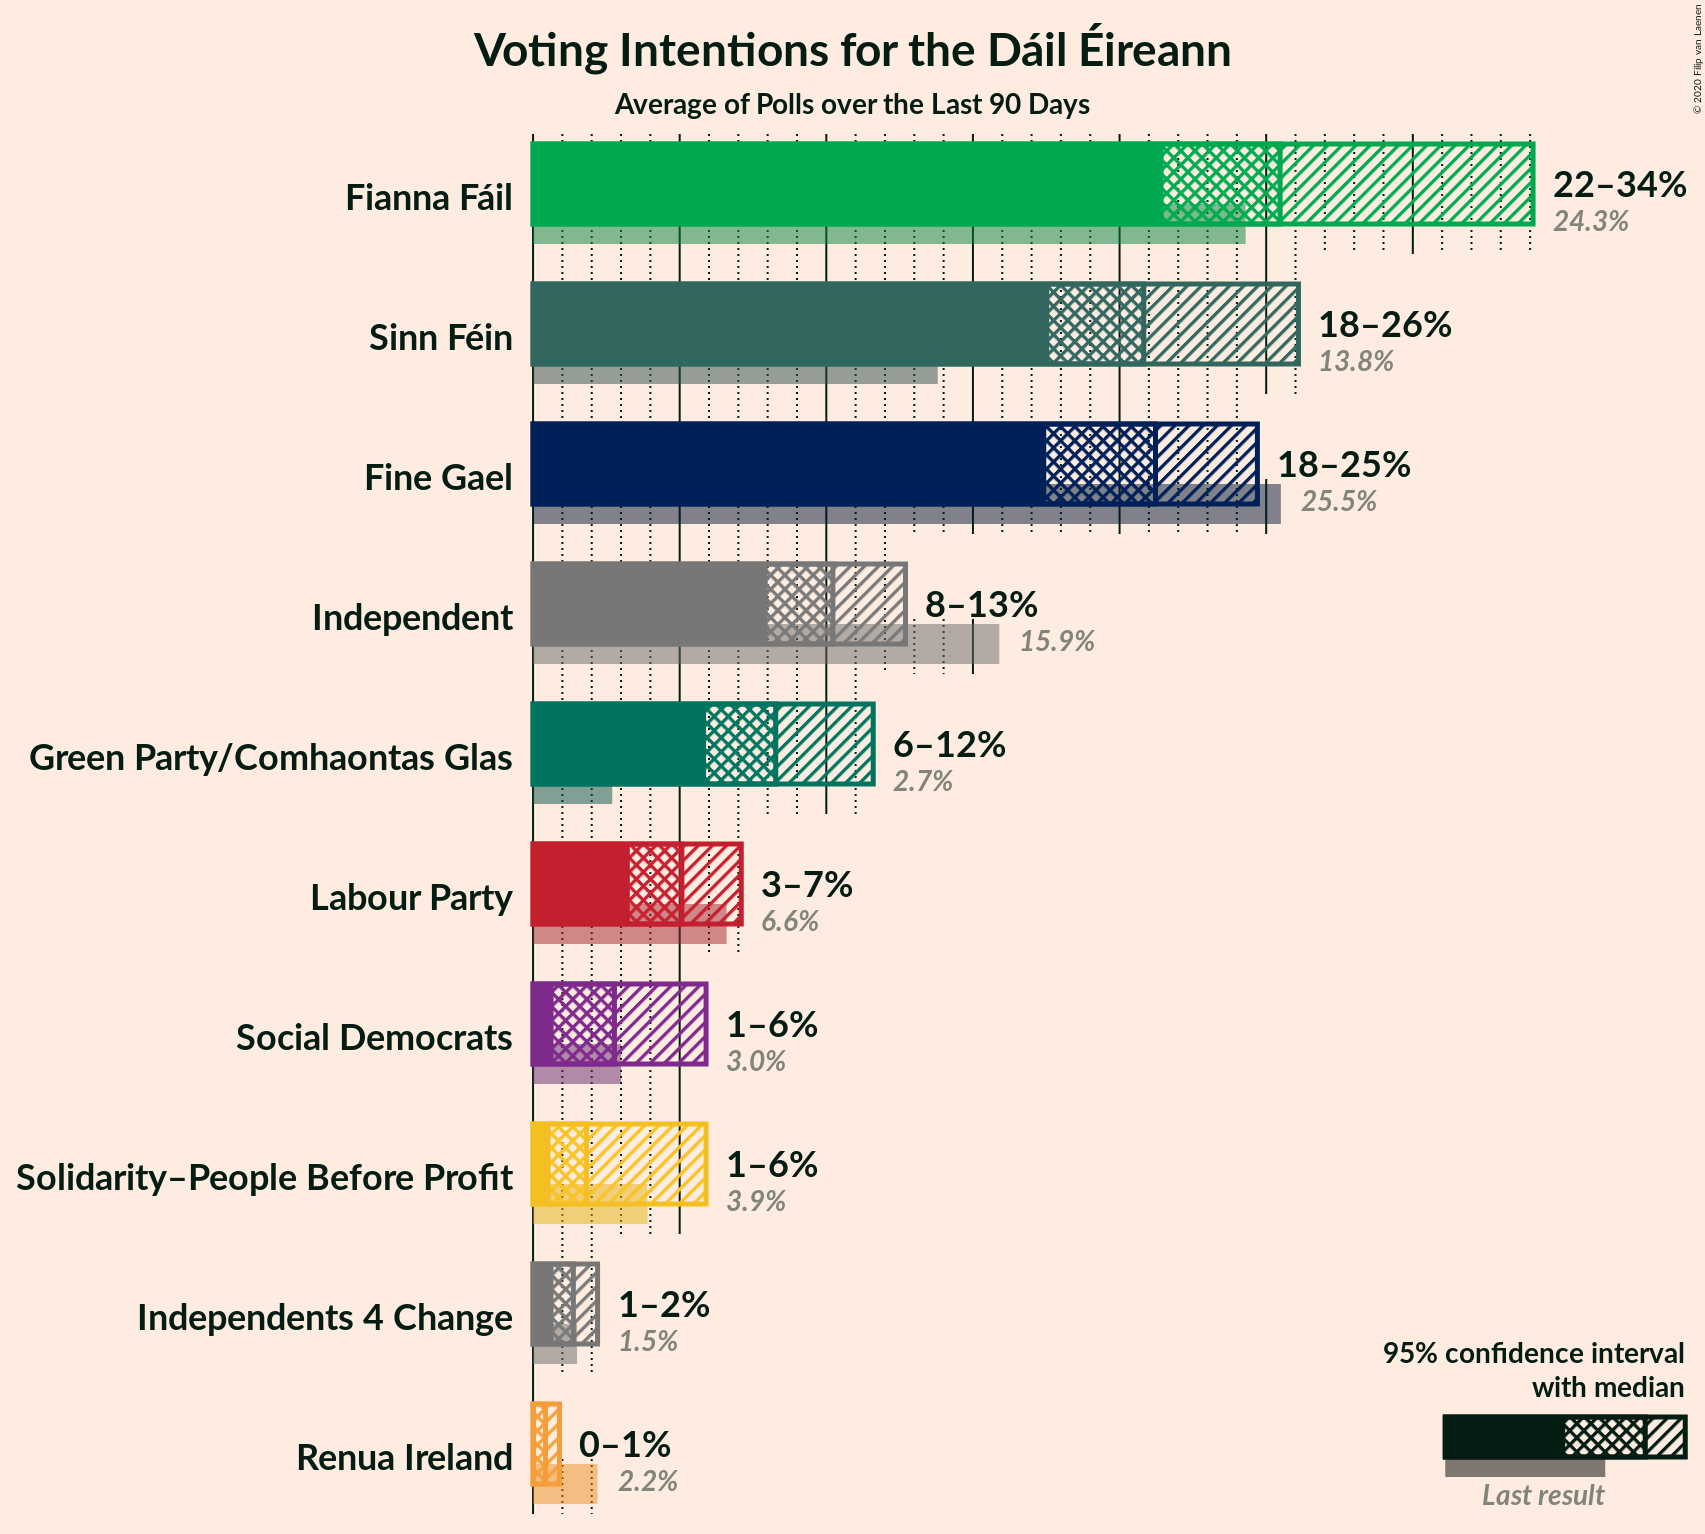 Voting Intentions for the Dáil Éireann
Average of Polls over the Last 90 Days
© 2020 Filip van Laenen
Fianna Fáil
22–34%
24.3%
Sinn Féin
18–26%
13.8%
Fine Gael
18–25%
25.5%
Independent
8–13%
15.9%
Green Party/Comhaontas Glas
6–12%
2.7%
Labour Party
3–7%
6.6%
Social Democrats
1–6%
3.0%
Solidarity–People Before Profit
1–6%
3.9%
Independents 4 Change
1–2%
1.5%
Renua Ireland
0–1%
2.2%
95% confidence interval
with median
Last result